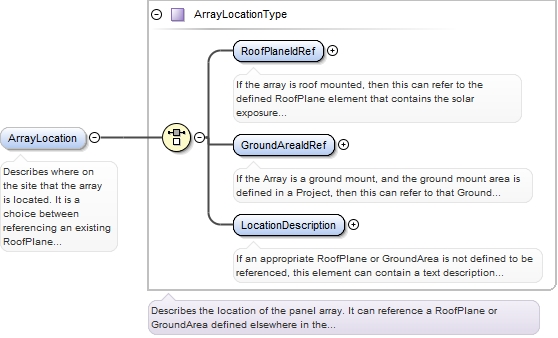 ArrayLocationType
RoofPlaneIdRef
If the array is roof mounted, then this can refer to the
defined RoofPlane element that contains the solar
exposure...
ArrayLocation
Describes where on
the site that the array
is located. It is a
choice between
referencing an existing
RoofPlane...
GroundAreaIdRef
If the Array is a ground mount, and the ground mount area is
defined in a Project, then this can refer to that Ground...
LocationDescription
If an appropriate RoofPlane or GroundArea is not defined to be
referenced, this element can contain a text description...
Describes the location of the panel array. It can reference a RoofPlane or
GroundArea defined elsewhere in the...